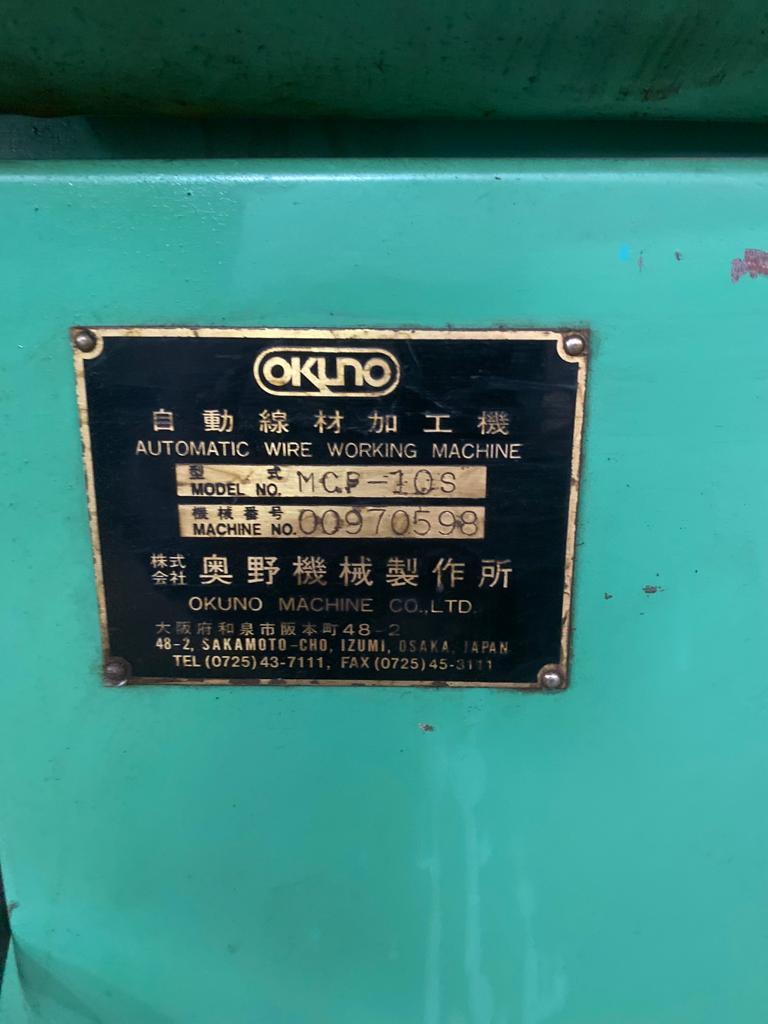 OKUNO
自動線材加工機
AUTOMATIC WIRE WORKING MACHINE
型式 MODEL NO. MCP-10S
機械番号 MACHINE NO. 00970598
株式会社 奥野機械製作所
OKUNO MACHINE CO.,LTD.
大阪府和泉市阪本町48-2
48-2, SAKAMOTO-CHO, IZUMI, OSAKA, JAPAN
TEL (0725) 43-7111, FAX (0725) 45-3111